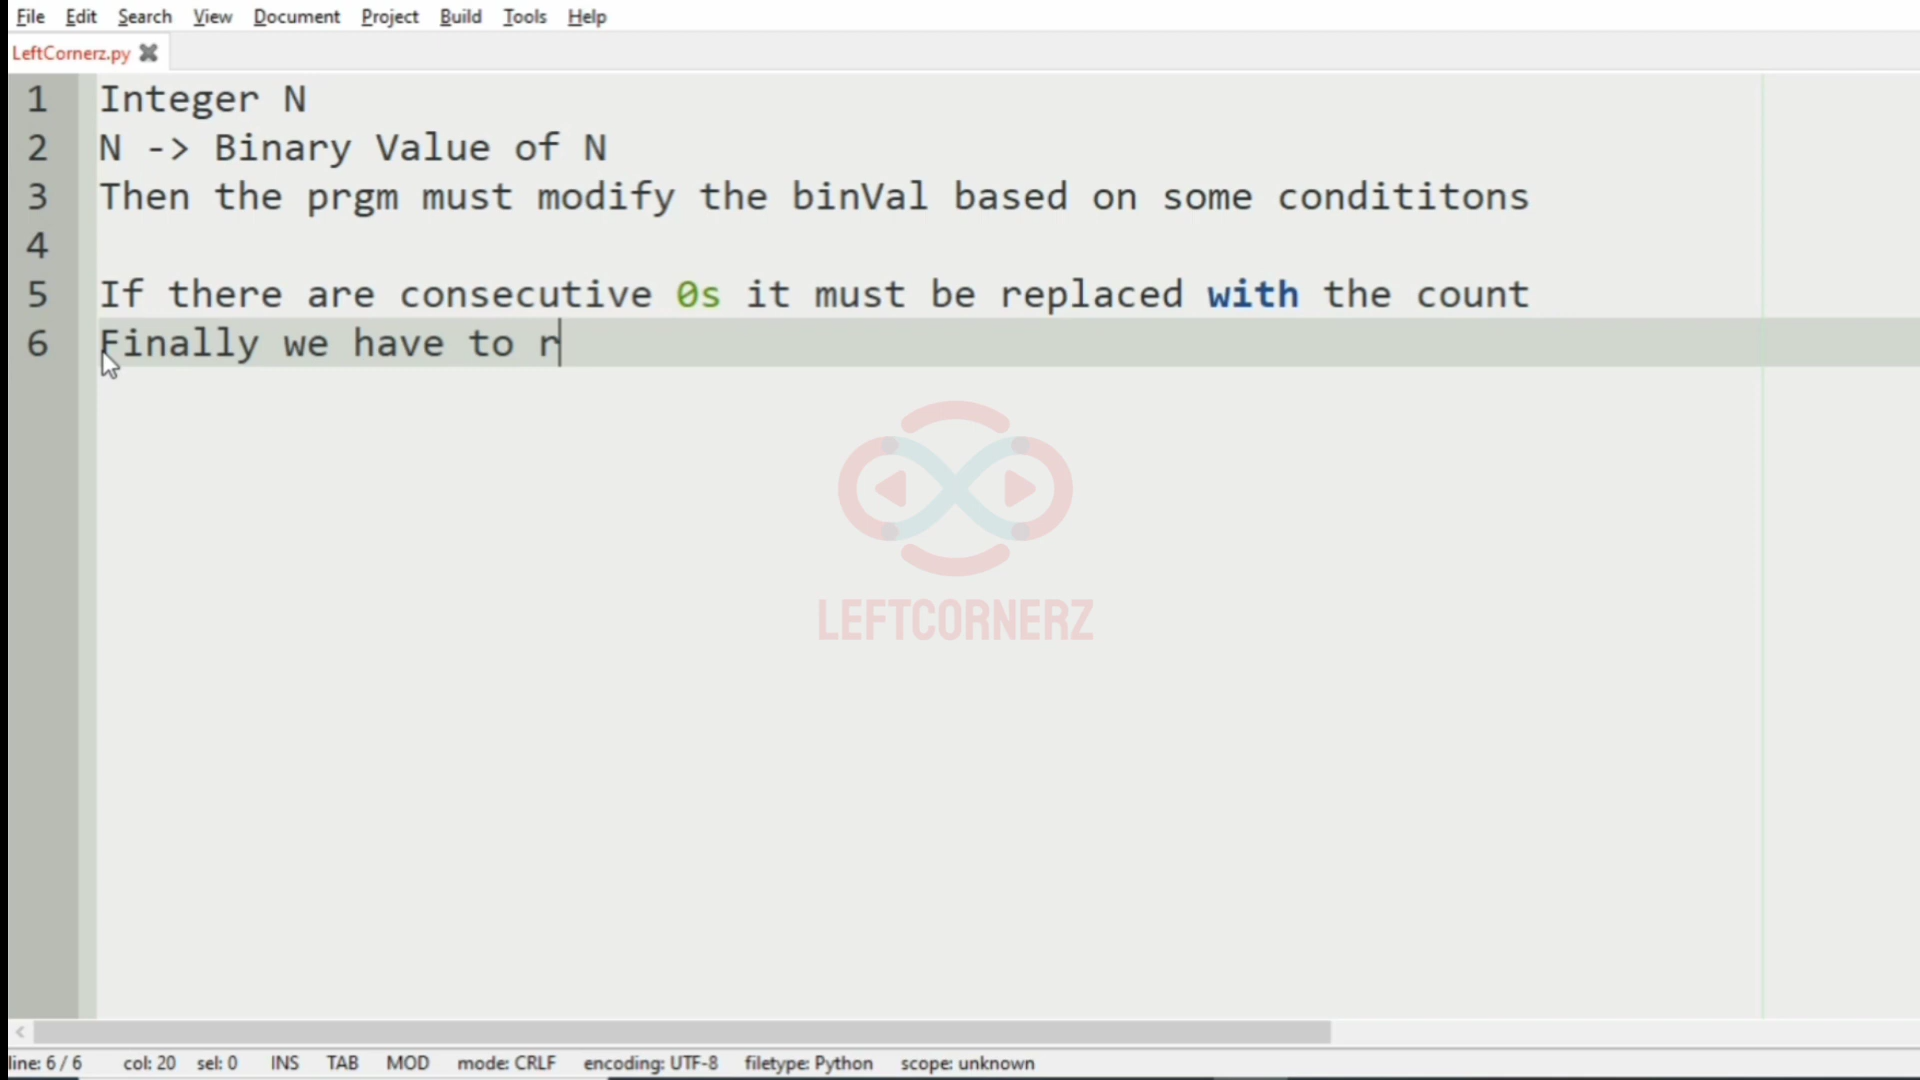 File Edit Search View Document Project Build Tools Help
LeftCornerz.py
1 Integer N
2 N -> Binary Value of N
3 Then the prgm must modify the binVal based on some condititons
4
5 If there are consecutive 0s it must be replaced with the count
6 Finally we have to r
LEFTCORNERZ
line: 6 / 6 col: 20 sel: 0 INS TAB MOD mode: CRLF encoding: UTF-8 filetype: Python scope: unknown